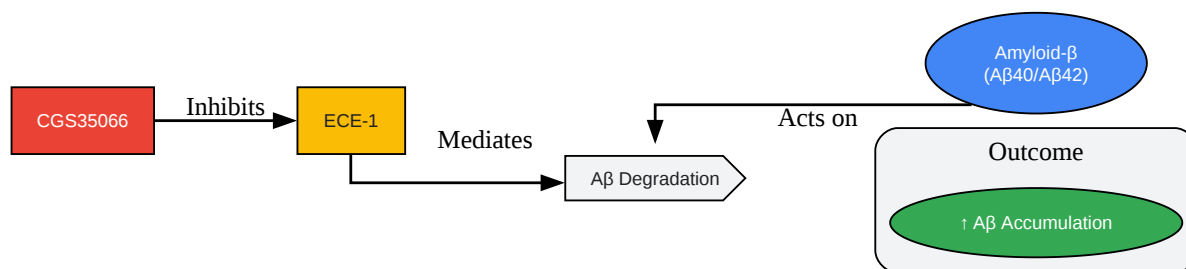 CGS35066
Inhibits
ECE-1
Mediates
Aβ Degradation
Acts on
Amyloid-β
(Aβ40/Aβ42)
Outcome
↑ Aβ Accumulation